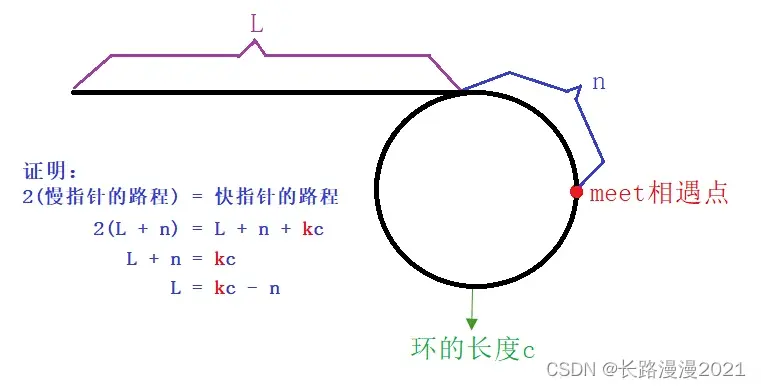 L
n
证明：
2(慢指针的路程) = 快指针的路程
2(L + n) = L + n + kc
L + n = kc
L = kc - n
meet相遇点
环的长度c
CSDN @长路漫漫2021